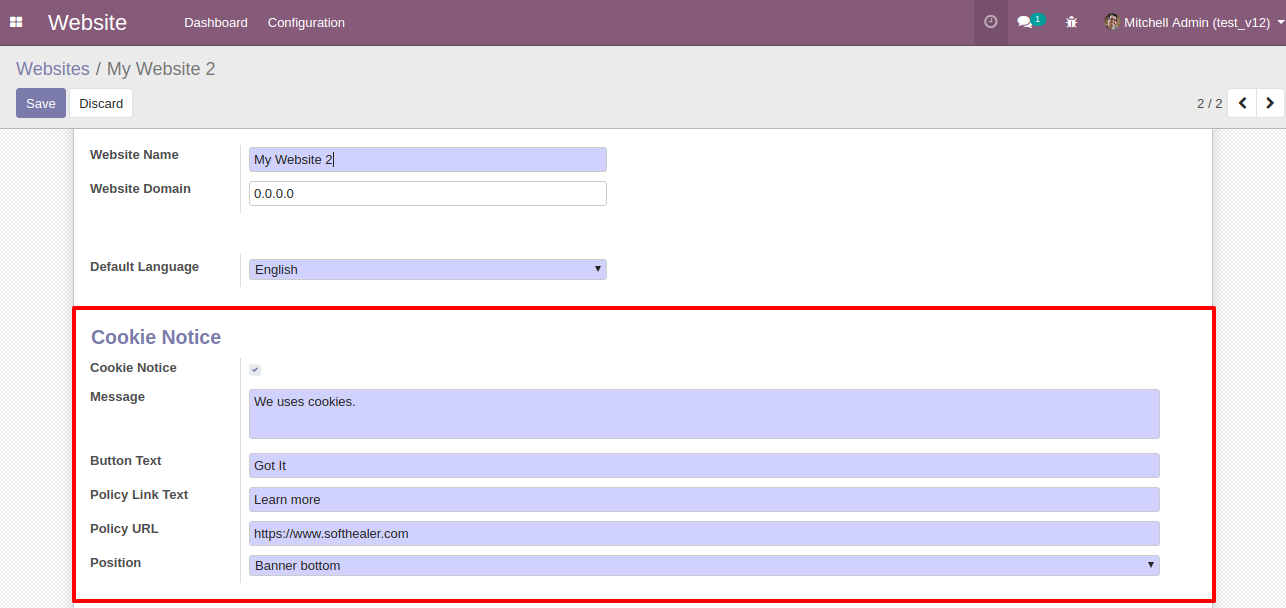 Website Dashboard Configuration 1 Mitchell Admin (test_v12)
Websites / My Website 2
Save Discard 2 / 2
Website Name My Website 2
Website Domain 0.0.0.0
Default Language English
Cookie Notice
Cookie Notice
Message We uses cookies.
Button Text Got It
Policy Link Text Learn more
Policy URL https://www.softhealer.com
Position Banner bottom